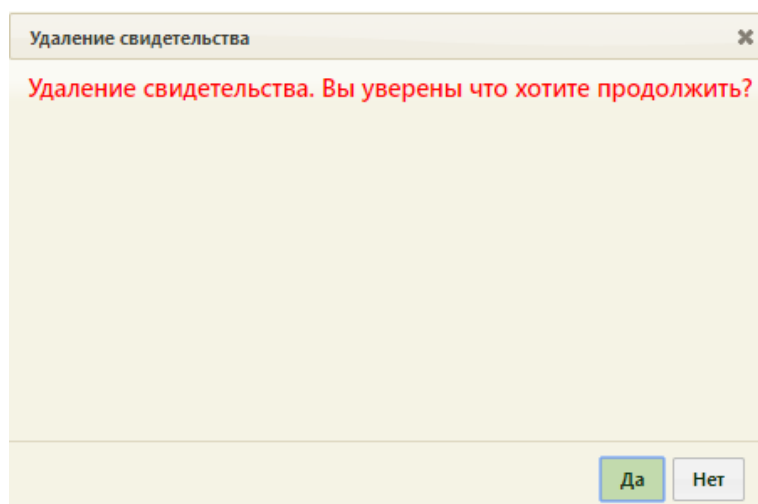 Удаление свидетельства
Удаление свидетельства. Вы уверены что хотите продолжить?
Да
Нет